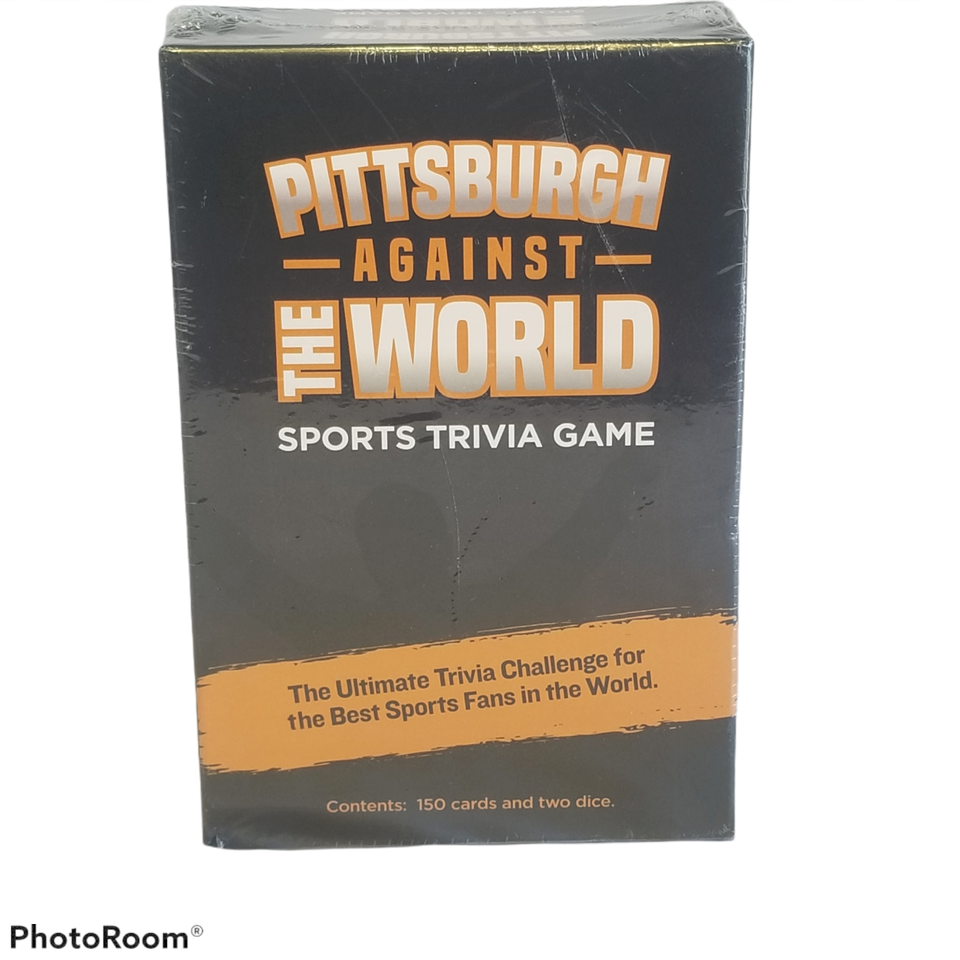 PITTSBURGH
AGAINST
THE WORLD
SPORTS TRIVIA GAME
The Ultimate Trivia Challenge for
the Best Sports Fans in the World.
Contents: 150 cards and two dice.
PhotoRoom®